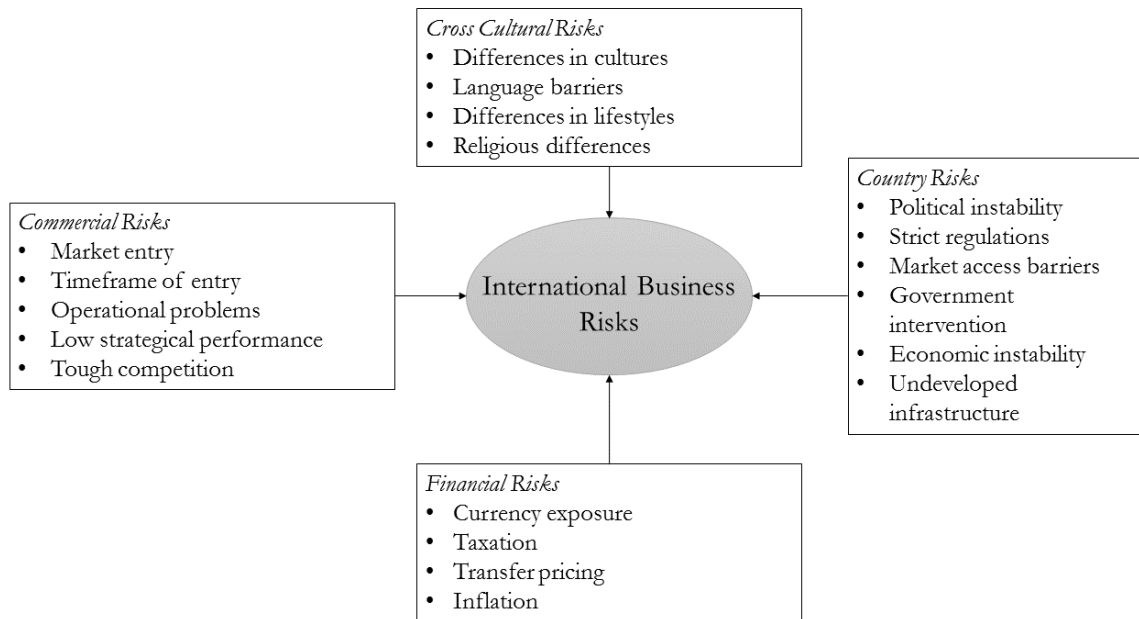 Cross Cultural Risks
• Differences in cultures
• Language barriers
• Differences in lifestyles
• Religious differences
Commercial Risks
• Market entry
• Timeframe of entry
• Operational problems
• Low strategical performance
• Tough competition
International Business
Risks
Country Risks
• Political instability
• Strict regulations
• Market access barriers
• Government
intervention
• Economic instability
• Undeveloped
infrastructure
Financial Risks
• Currency exposure
• Taxation
• Transfer pricing
• Inflation